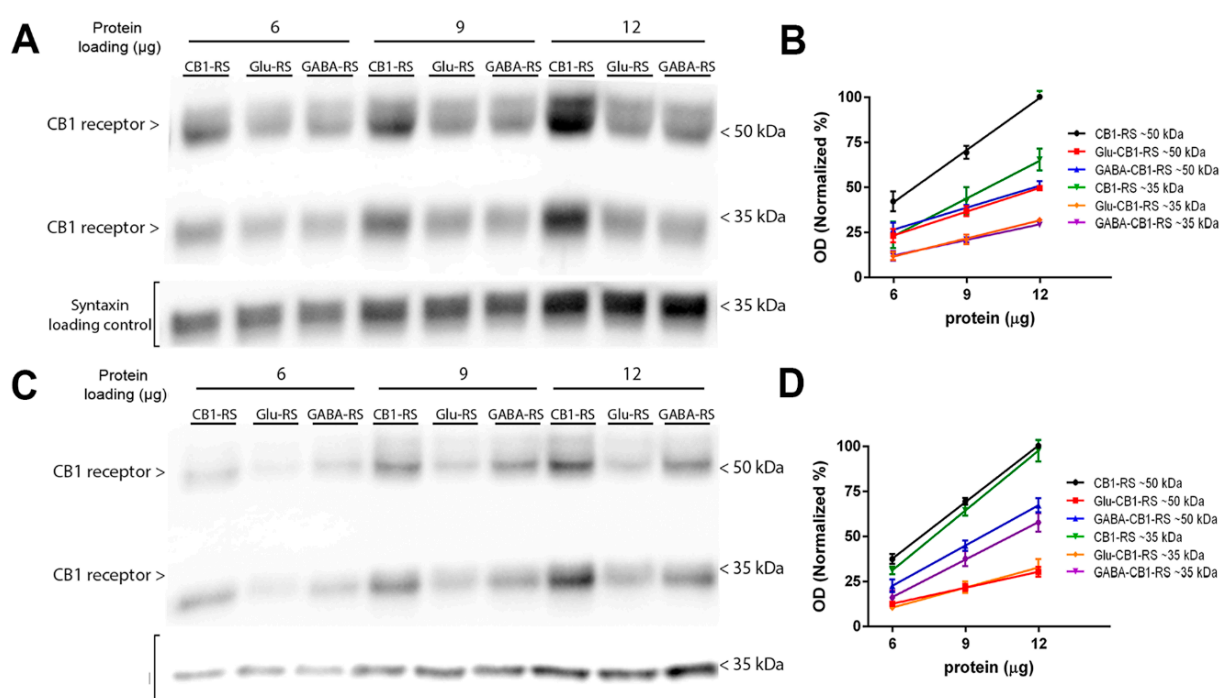 A
Protein
loading (µg)
6
9
12
CB1-RS Glu-RS GABA-RS CB1-RS Glu-RS GABA-RS CB1-RS Glu-RS GABA-RS
CB1 receptor >
< 50 kDa
CB1 receptor >
< 35 kDa
Syntaxin
loading control
< 35 kDa
B
OD (Normalized %)
100
75
50
25
0
6 9 12
protein (µg)
CB1-RS ~50 kDa
Glu-CB1-RS ~50 kDa
GABA-CB1-RS ~50 kDa
CB1-RS ~35 kDa
Glu-CB1-RS ~35 kDa
GABA-CB1-RS ~35 kDa
C
Protein
loading (µg)
6
9
12
CB1-RS Glu-RS GABA-RS CB1-RS Glu-RS GABA-RS CB1-RS Glu-RS GABA-RS
CB1 receptor >
< 50 kDa
CB1 receptor >
< 35 kDa
< 35 kDa
D
OD (Normalized %)
100
75
50
25
0
6 9 12
protein (µg)
CB1-RS ~50 kDa
Glu-CB1-RS ~50 kDa
GABA-CB1-RS ~50 kDa
CB1-RS ~35 kDa
Glu-CB1-RS ~35 kDa
GABA-CB1-RS ~35 kDa